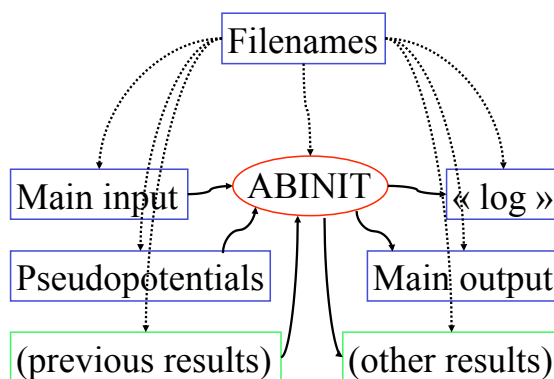 Filenames
Main input
ABINIT
« log »
Pseudopotentials
Main output
(previous results)
(other results)